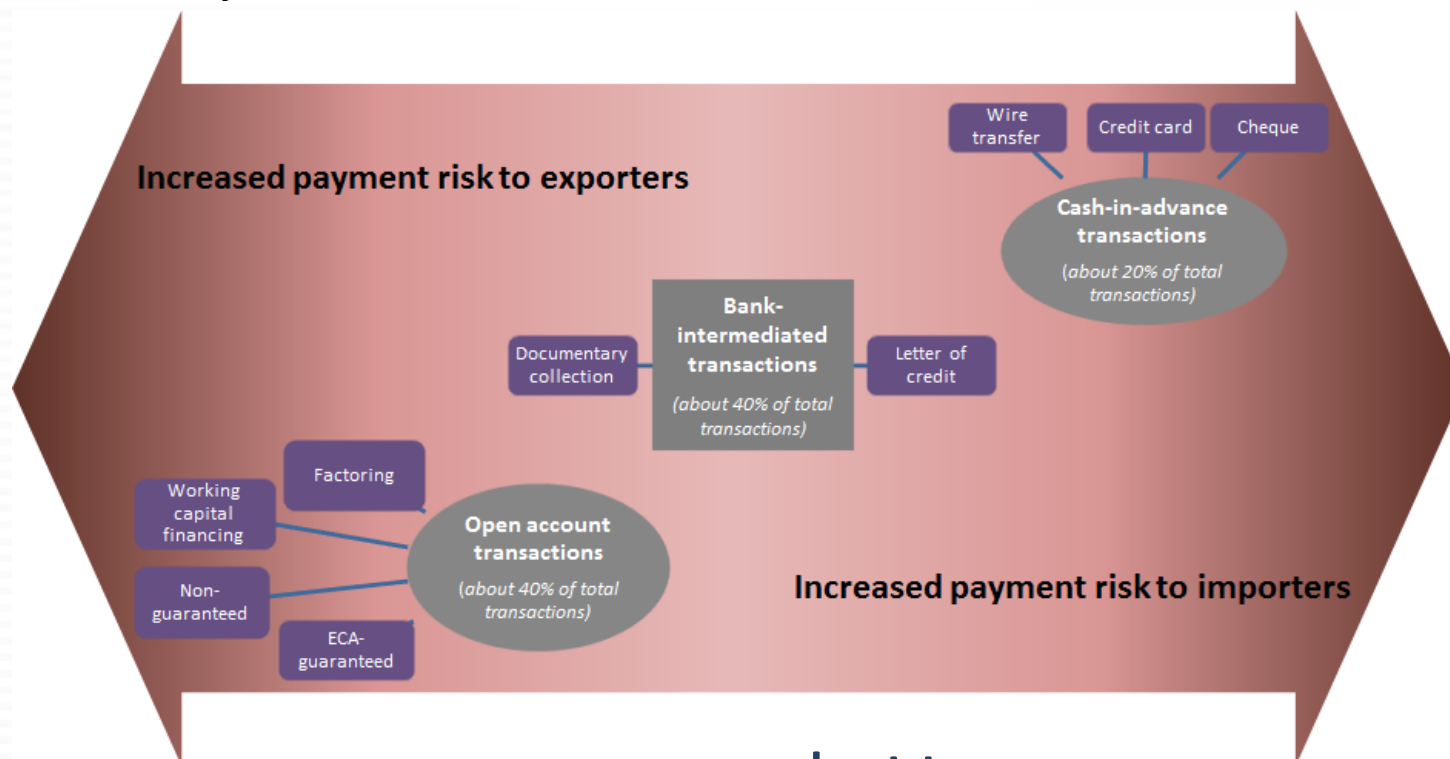 Increased payment risk to exporters
Wire
transfer
Credit card
Cheque
Cash-in-advance
transactions
(about 20% of total
transactions)
Bank-
intermediated
transactions
(about 40% of total
transactions)
Documentary
collection
Letter of
credit
Factoring
Working
capital
financing
Non-
guaranteed
ECA-
guaranteed
Open account
transactions
(about 40% of total
transactions)
Increased payment risk to importers